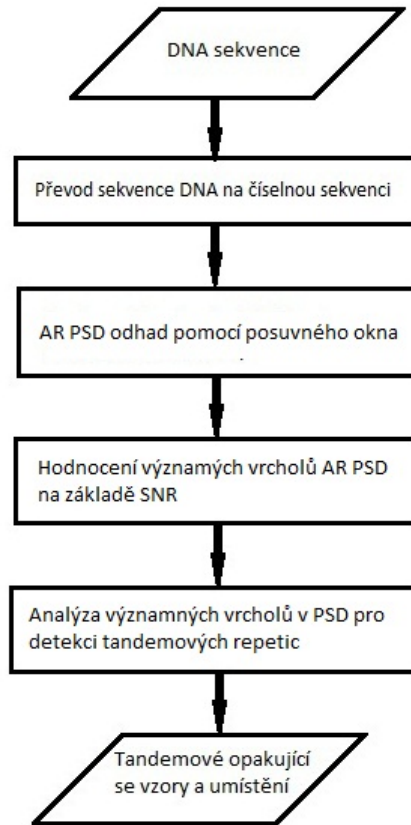 DNA sekvence
Převod sekvence DNA na číselnou sekvenci
AR PSD odhad pomocí posuvného okna
.
Hodnocení významých vrcholů AR PSD
na základě SNR
Analýza významných vrcholů v PSD pro
detekci tandemových repetic
Tandemové opakující
se vzory a umístění